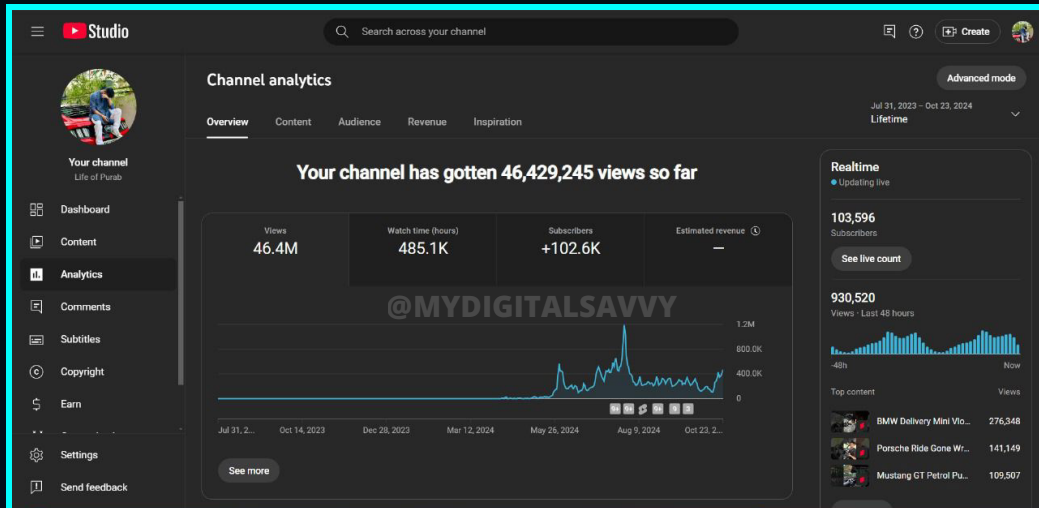 Studio
Search across your channel
Create
Your channel
Life of Purab
Dashboard
Content
Analytics
Comments
Subtitles
Copyright
Earn
Settings
Send feedback
Channel analytics
Advanced mode
Overview
Content
Audience
Revenue
Inspiration
Jul 31, 2023 – Oct 23, 2024
Lifetime
Your channel has gotten 46,429,245 views so far
Views
46.4M
Watch time (hours)
485.1K
Subscribers
+102.6K
Estimated revenue
—
@MYDIGITALSAVVY
1.2M
800.0K
400.0K
0
9+ 9+ 9+ 9 3
Jul 31, 2...
Oct 14, 2023
Dec 28, 2023
Mar 12, 2024
May 26, 2024
Aug 9, 2024
Oct 23, 2...
See more
Realtime
Updating live
103,596
Subscribers
See live count
930,520
Views · Last 48 hours
-48h
Now
Top content
Views
BMW Delivery Mini Vlo...
276,348
Porsche Ride Gone Wr...
141,149
Mustang GT Petrol Pu...
109,507